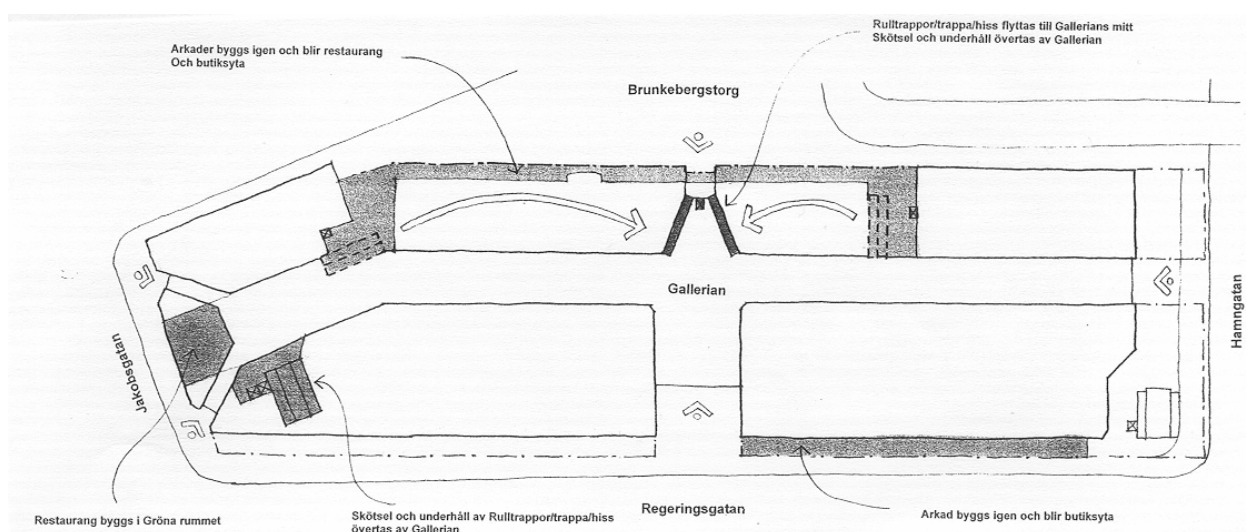 Rulltrappor/trappa/hiss flyttas till Gallerians mitt
Skötsel och underhåll övertas av Gallerian
Arkader byggs igen och blir restaurang
Och butiksyta
Brunkebergstorg
Gallerian
Hamngatan
Jakobsgatan
Regeringsgatan
Restaurang byggs i Gröna rummet
Skötsel och underhåll av Rulltrappor/trappa/hiss
övertas av Gallerian
Arkad byggs igen och blir butiksyta